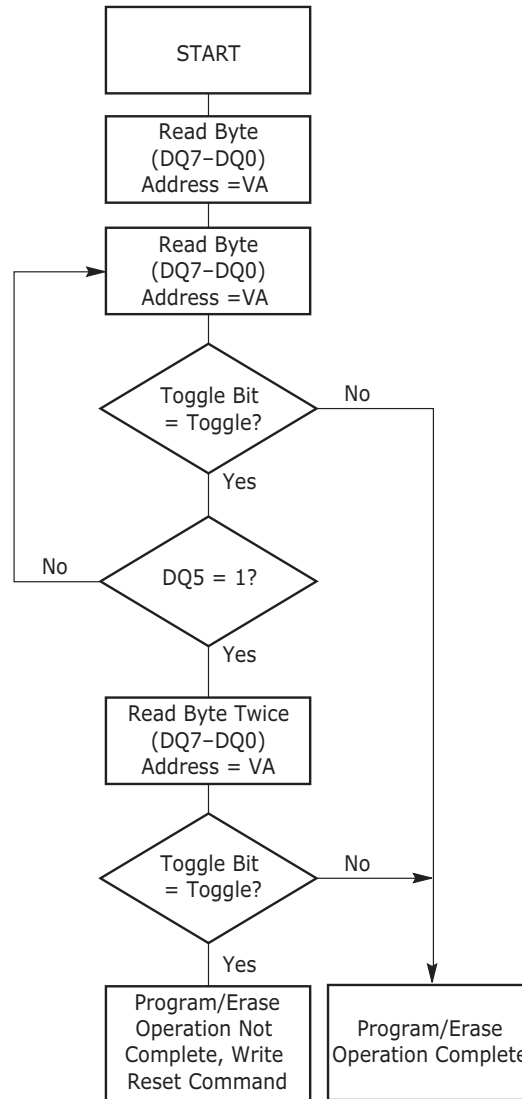 START
Read Byte
(DQ7–DQ0)
Address =VA
Read Byte
(DQ7–DQ0)
Address =VA
Toggle Bit
= Toggle?
No
Yes
No
DQ5 = 1?
Yes
Read Byte Twice
(DQ7–DQ0)
Address = VA
Toggle Bit
= Toggle?
No
Yes
Program/Erase
Operation Not
Complete, Write
Reset Command
Program/Erase
Operation Complete